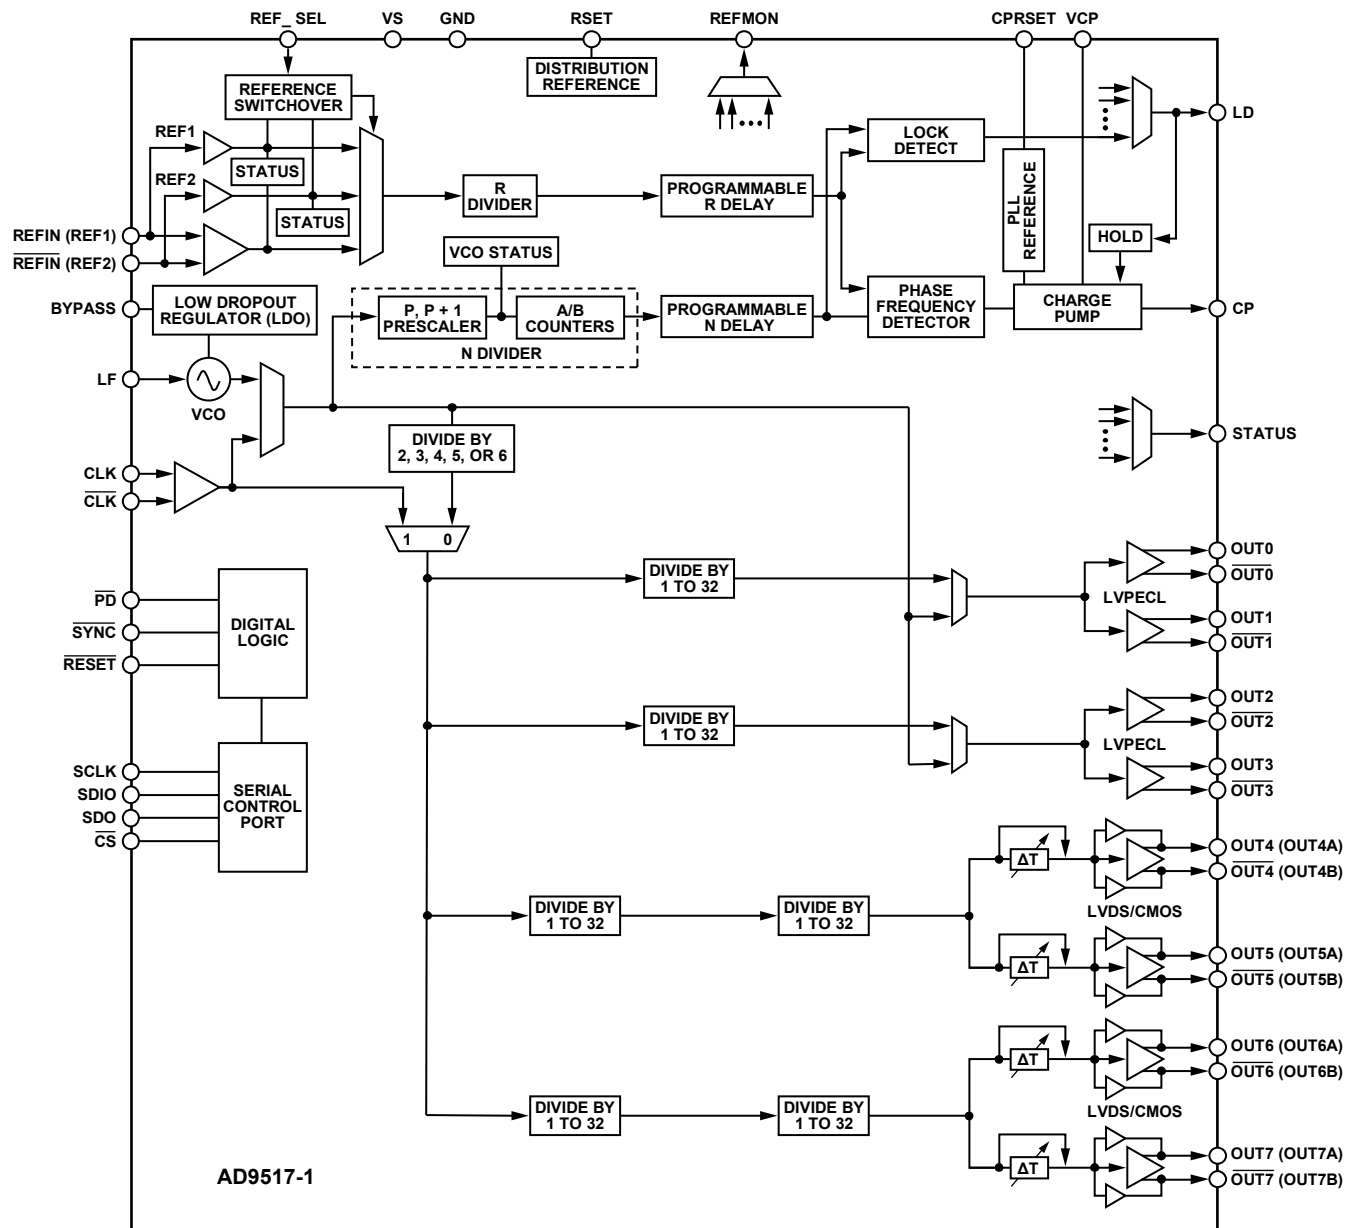 REF_ SEL
VS
GND
RSET
REFMON
CPRSET
VCP
DISTRIBUTION
REFERENCE
REFERENCE
SWITCHOVER
REF1
STATUS
REF2
STATUS
R
DIVIDER
PROGRAMMABLE
R DELAY
LOCK
DETECT
PLL
REFERENCE
LD
HOLD
REFIN (REF1)
REFIN (REF2)
BYPASS
LOW DROPOUT
REGULATOR (LDO)
VCO STATUS
P, P + 1
PRESCALER
A/B
COUNTERS
N DIVIDER
PROGRAMMABLE
N DELAY
PHASE
FREQUENCY
DETECTOR
CHARGE
PUMP
CP
LF
VCO
STATUS
DIVIDE BY
2, 3, 4, 5, OR 6
CLK
CLK
1 0
PD
SYNC
RESET
DIGITAL
LOGIC
DIVIDE BY
1 TO 32
LVPECL
OUT0
OUT0
OUT1
OUT1
DIVIDE BY
1 TO 32
LVPECL
OUT2
OUT2
OUT3
OUT3
SCLK
SDIO
SDO
CS
SERIAL
CONTROL
PORT
DIVIDE BY
1 TO 32
DIVIDE BY
1 TO 32
ΔT
ΔT
LVDS/CMOS
OUT4 (OUT4A)
OUT4 (OUT4B)
OUT5 (OUT5A)
OUT5 (OUT5B)
DIVIDE BY
1 TO 32
DIVIDE BY
1 TO 32
ΔT
ΔT
LVDS/CMOS
OUT6 (OUT6A)
OUT6 (OUT6B)
OUT7 (OUT7A)
OUT7 (OUT7B)
AD9517-1